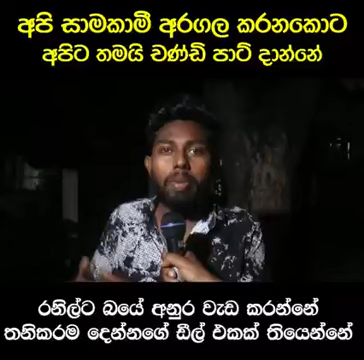 අපි සාමකාමී අරගල කරනකොට
අපිට තමයි චණ්ඩි පාට් දාන්නේ
රනිල්ට බයේ අනුර වැඩ කරන්නේ
තනිකරම දෙන්නගේ ඩීල් එකක් තියෙන්නේ